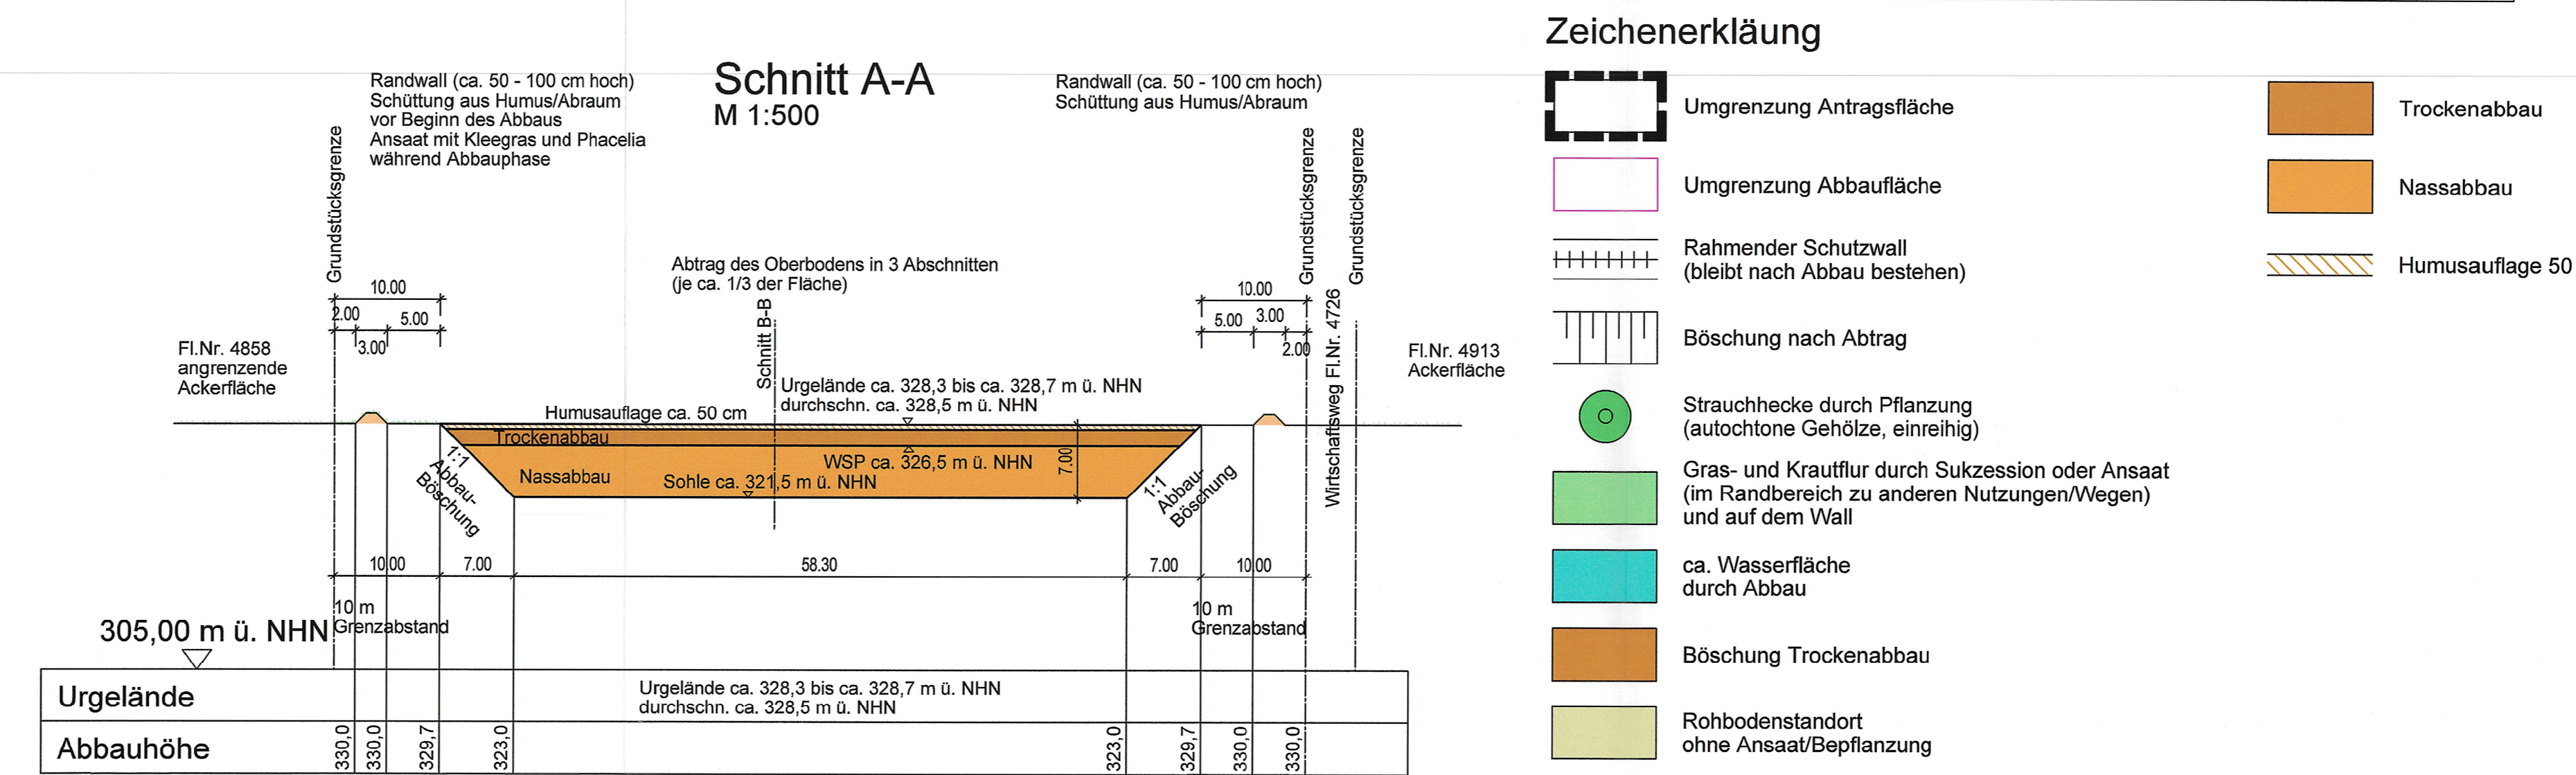 Schnitt A-A
M 1:500
Randwall (ca. 50 - 100 cm hoch)
Schüttung aus Humus/Abraum
vor Beginn des Abbaus
Ansaat mit Kleegras und Phacelia
während Abbauphase
Randwall (ca. 50 - 100 cm hoch)
Schüttung aus Humus/Abraum
Grundstücksgrenze
Grundstücksgrenze
Grundstücksgrenze
Abtrag des Oberbodens in 3 Abschnitten
(je ca. 1/3 der Fläche)
10.00
2.00
5.00
3.00
Schnitt B-B
10.00
5.00
3.00
2.00
Wirtschaftsweg Fl.Nr. 4726
Fl.Nr. 4858
angrenzende
Ackerfläche
Fl.Nr. 4913
Ackerfläche
Urgelände ca. 328,3 bis ca. 328,7 m ü. NHN
durchschn. ca. 328,5 m ü. NHN
Humusauflage ca. 50 cm
Trockenabbau
WSP ca. 326,5 m ü. NHN
7.00
Nassabbau
Sohle ca. 321,5 m ü. NHN
1:1
Abbau-
Böschung
1:1
Abbau-
Böschung
10.00
7.00
58.30
7.00
10.00
10 m
Grenzabstand
10 m
Grenzabstand
305,00 m ü. NHN
Urgelände
Urgelände ca. 328,3 bis ca. 328,7 m ü. NHN
durchschn. ca. 328,5 m ü. NHN
Abbauhöhe
330,0
330,0
329,7
323,0
323,0
329,7
330,0
330,0
Zeichenerkläung
Umgrenzung Antragsfläche
Umgrenzung Abbaufläche
Rahmender Schutzwall
(bleibt nach Abbau bestehen)
Böschung nach Abtrag
Strauchhecke durch Pflanzung
(autochtone Gehölze, einreihig)
Gras- und Krautflur durch Sukzession oder Ansaat
(im Randbereich zu anderen Nutzungen/Wegen)
und auf dem Wall
ca. Wasserfläche
durch Abbau
Böschung Trockenabbau
Rohbodenstandort
ohne Ansaat/Bepflanzung
Trockenabbau
Nassabbau
Humusauflage 50